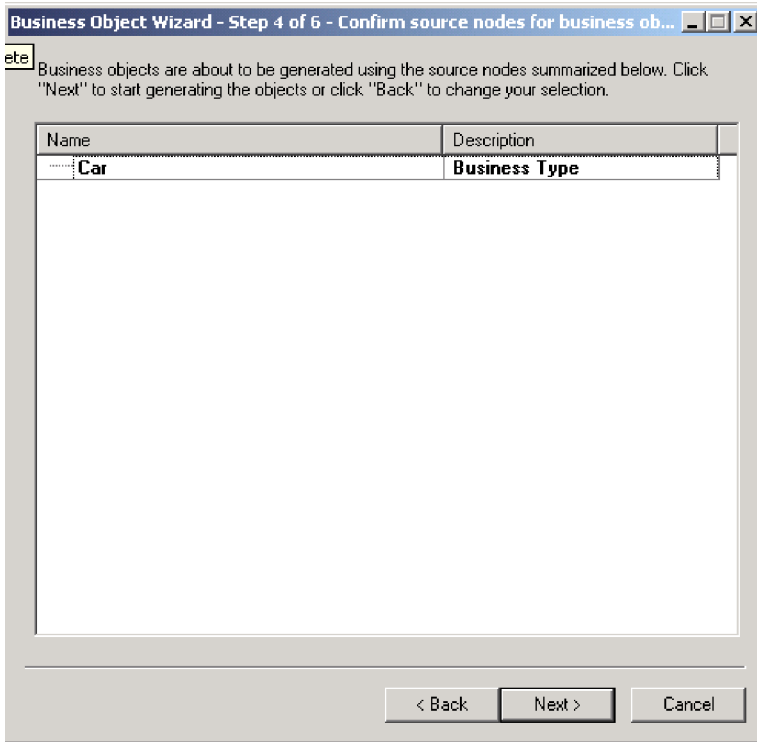 Business Object Wizard - Step 4 of 6 - Confirm source nodes for business ob...
ete
Business objects are about to be generated using the source nodes summarized below. Click
"Next" to start generating the objects or click "Back" to change your selection.
Name Description
Car Business Type
< Back Next > Cancel